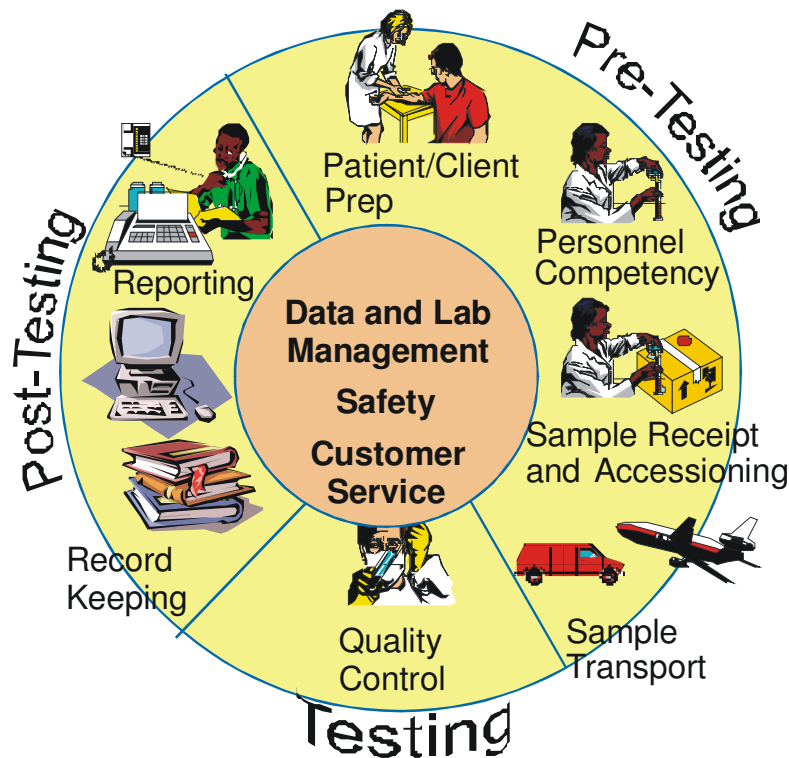 Pre-Testing
Patient/Client
Prep
Personnel
Competency
Sample Receipt
and Accessioning
Sample
Transport
Testing
Quality
Control
Post-Testing
Reporting
Record
Keeping
Data and Lab
Management
Safety
Customer
Service